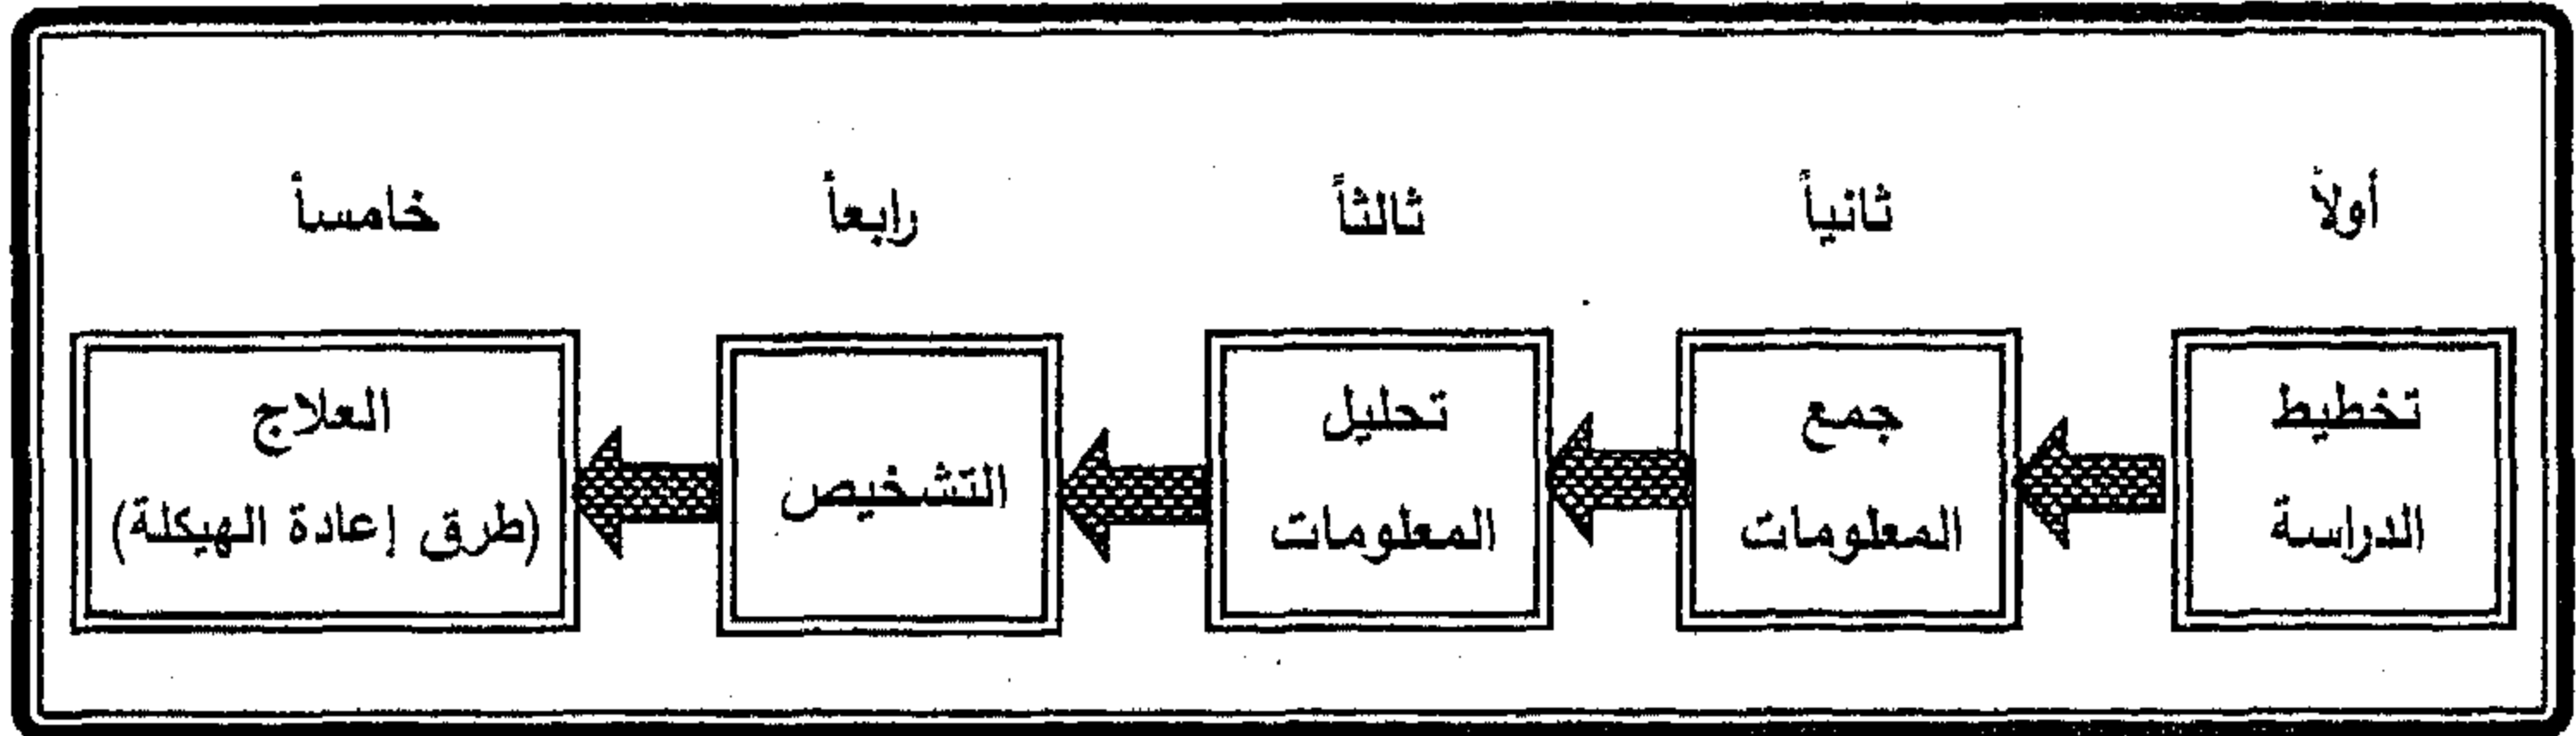 أولاً
ثانياً
ثالثاً
رابعاً
خامساً
تخطيط
الدراسة
جمع
المعلومات
تحليل
المعلومات
التشخيص
العلاج
(طرق إعادة الهيكلة)